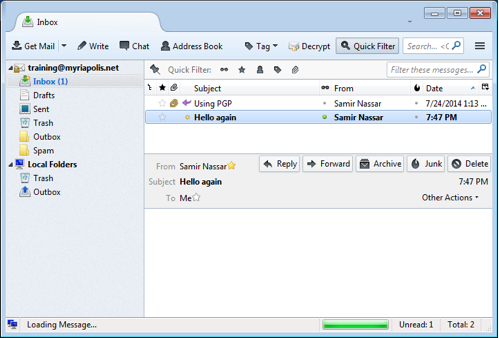 Inbox
Get Mail Write Chat Address Book Tag Decrypt Quick Filter Search... <C
training@myriapolis.net
Inbox (1)
Drafts
Sent
Trash
Outbox
Spam
Local Folders
Trash
Outbox
Quick Filter: Filter these messages...
Subject From Date
Using PGP Samir Nassar 7/24/2014 1:13 ...
Hello again Samir Nassar 7:47 PM
From Samir Nassar Reply Forward Archive Junk Delete
Subject Hello again 7:47 PM
To Me Other Actions
Loading Message... Unread: 1 Total: 2